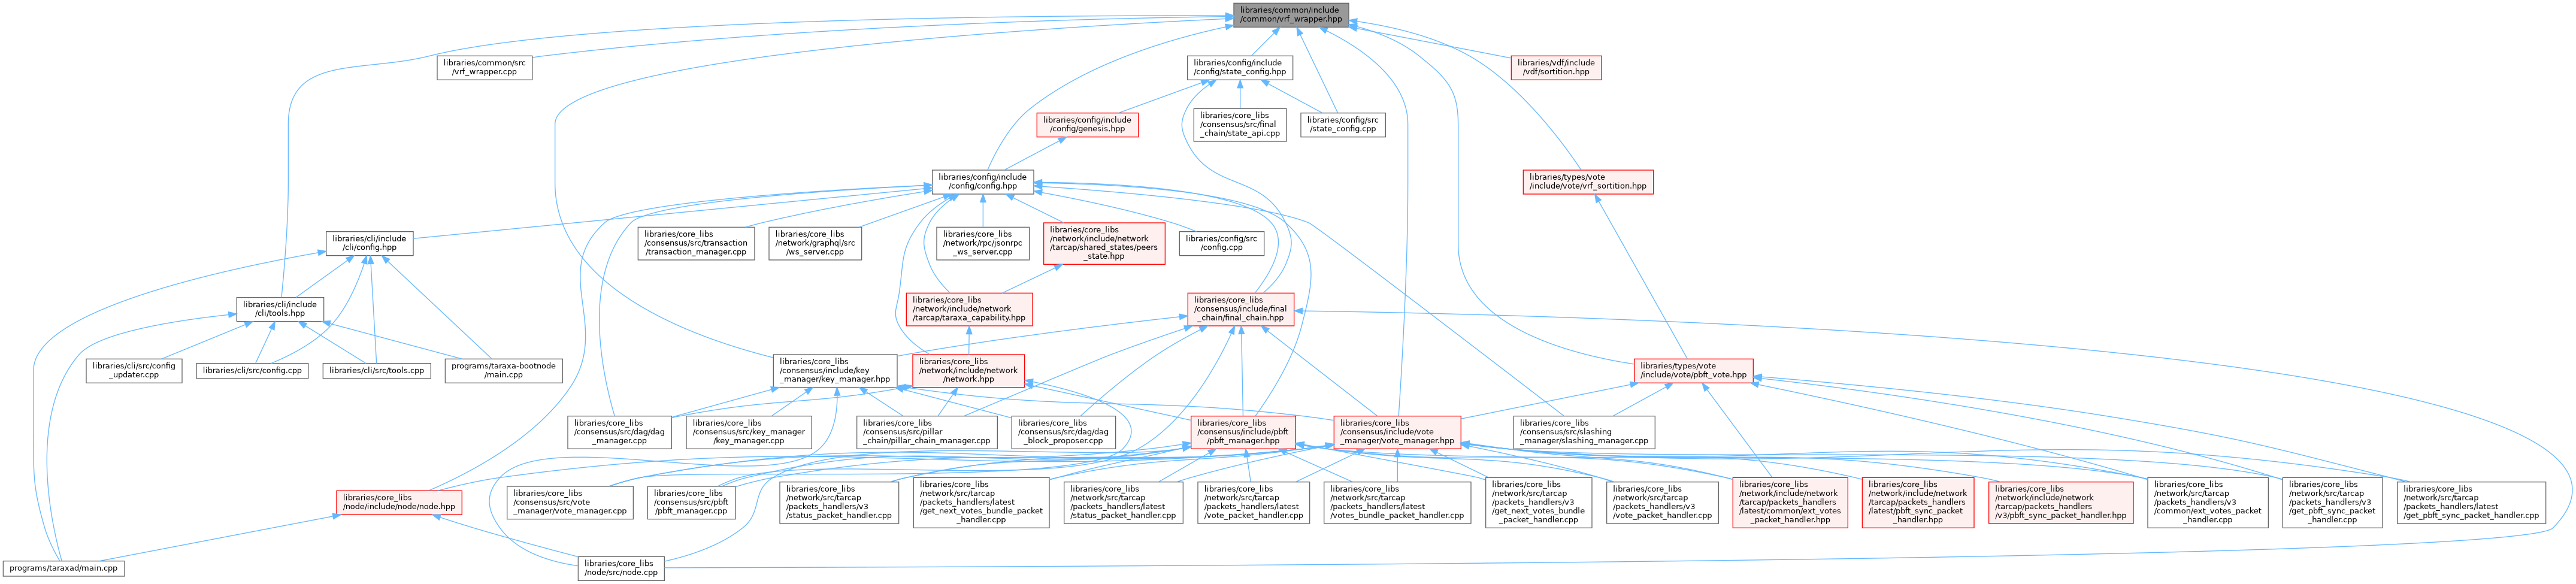 libraries/common/include
/common/vrf_wrapper.hpp
libraries/common/src
/vrf_wrapper.cpp
libraries/config/include
/config/state_config.hpp
libraries/vdf/include
/vdf/sortition.hpp
libraries/config/include
/config/genesis.hpp
libraries/core_libs
/consensus/src/final
_chain/state_api.cpp
libraries/config/src
/state_config.cpp
libraries/config/include
/config/config.hpp
libraries/types/vote
/include/vote/vrf_sortition.hpp
libraries/cli/include
/cli/config.hpp
libraries/core_libs
/consensus/src/transaction
/transaction_manager.cpp
libraries/core_libs
/network/graphql/src
/ws_server.cpp
libraries/core_libs
/network/rpc/jsonrpc
_ws_server.cpp
libraries/core_libs
/network/include/network
/tarcap/shared_states/peers
_state.hpp
libraries/config/src
/config.cpp
libraries/cli/include
/cli/tools.hpp
libraries/core_libs
/network/include/network
/tarcap/taraxa_capability.hpp
libraries/core_libs
/consensus/include/final
_chain/final_chain.hpp
libraries/cli/src/config
_updater.cpp
libraries/cli/src/config.cpp
libraries/cli/src/tools.cpp
programs/taraxa-bootnode
/main.cpp
libraries/core_libs
/consensus/include/key
_manager/key_manager.hpp
libraries/core_libs
/network/include/network
/network.hpp
libraries/types/vote
/include/vote/pbft_vote.hpp
libraries/core_libs
/consensus/src/dag/dag
_manager.cpp
libraries/core_libs
/consensus/src/key_manager
/key_manager.cpp
libraries/core_libs
/consensus/src/pillar
_chain/pillar_chain_manager.cpp
libraries/core_libs
/consensus/src/dag/dag
_block_proposer.cpp
libraries/core_libs
/consensus/include/pbft
/pbft_manager.hpp
libraries/core_libs
/consensus/include/vote
_manager/vote_manager.hpp
libraries/core_libs
/consensus/src/slashing
_manager/slashing_manager.cpp
libraries/core_libs
/node/include/node/node.hpp
libraries/core_libs
/consensus/src/vote
_manager/vote_manager.cpp
libraries/core_libs
/consensus/src/pbft
/pbft_manager.cpp
libraries/core_libs
/network/src/tarcap
/packets_handlers/v3
/status_packet_handler.cpp
libraries/core_libs
/network/src/tarcap
/packets_handlers/latest
/get_next_votes_bundle_packet
_handler.cpp
libraries/core_libs
/network/src/tarcap
/packets_handlers/latest
/status_packet_handler.cpp
libraries/core_libs
/network/src/tarcap
/packets_handlers/latest
/vote_packet_handler.cpp
libraries/core_libs
/network/src/tarcap
/packets_handlers/latest
/votes_bundle_packet_handler.cpp
libraries/core_libs
/network/src/tarcap
/packets_handlers/v3
/get_next_votes_bundle
_packet_handler.cpp
libraries/core_libs
/network/src/tarcap
/packets_handlers/v3
/vote_packet_handler.cpp
libraries/core_libs
/network/include/network
/tarcap/packets_handlers
/latest/common/ext_votes
_packet_handler.hpp
libraries/core_libs
/network/include/network
/tarcap/packets_handlers
/latest/pbft_sync_packet
_handler.hpp
libraries/core_libs
/network/include/network
/tarcap/packets_handlers
/v3/pbft_sync_packet_handler.hpp
libraries/core_libs
/network/src/tarcap
/packets_handlers/v3
/common/ext_votes_packet
_handler.cpp
libraries/core_libs
/network/src/tarcap
/packets_handlers/v3
/get_pbft_sync_packet
_handler.cpp
libraries/core_libs
/network/src/tarcap
/packets_handlers/latest
/get_pbft_sync_packet_handler.cpp
programs/taraxad/main.cpp
libraries/core_libs
/node/src/node.cpp